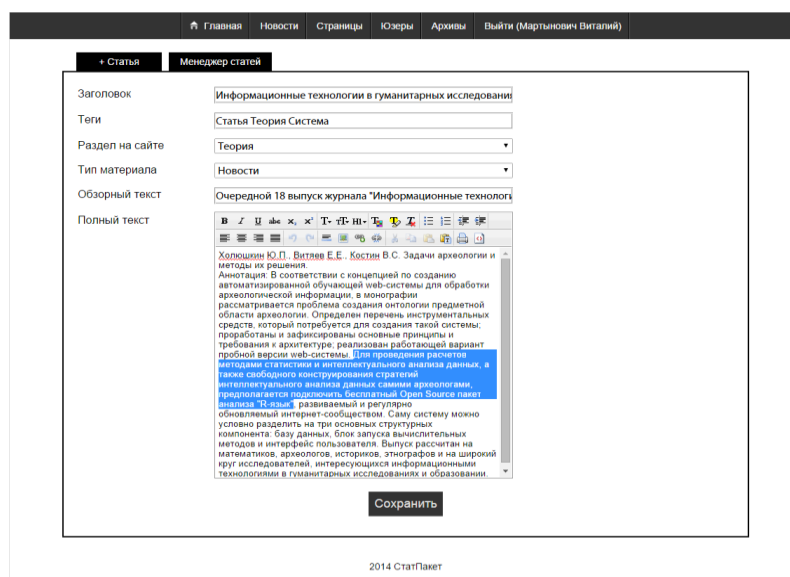 Главная Новости Страницы Юзеры Архивы Выйти (Мартынович Виталий)
+ Статья Менеджер статей
Заголовок Информационные технологии в гуманитарных исследования
Теги Статья Теория Система
Раздел на сайте Теория
Тип материала Новости
Обзорный текст Очередной 18 выпуск журнала "Информационные технологи
Полный текст
Холюшкин Ю.П., Витяев Е.Е., Костин В.С. Задачи археологии и
методы их решения.
Аннотация: В соответствии с концепцией по созданию
автоматизированной обучающей web-системы для обработки
археологической информации, в монографии
рассматривается проблема создания онтологии предметной
области археологии. Определен перечень инструментальных
средств, который потребуется для создания такой системы;
проработаны и зафиксированы основные принципы и
требования к архитектуре; реализован работающей вариант
пробной версии web-системы. Для проведения расчетов
методами статистики и интеллектуального анализа данных, а
также свободного конструирования стратегий
интеллектуального анализа данных самими археологами,
предполагается подключить бесплатный Open Source пакет
анализа "R-язык", развиваемый и регулярно
обновляемый интернет-сообществом. Саму систему можно
условно разделить на три основных структурных
компонента: базу данных, блок запуска вычислительных
методов и интерфейс пользователя. Выпуск рассчитан на
математиков, археологов, историков, этнографов и на широкий
круг исследователей, интересующихся информационными
технологиями в гуманитарных исследованиях и образовании.
Сохранить
2014 СтатПакет